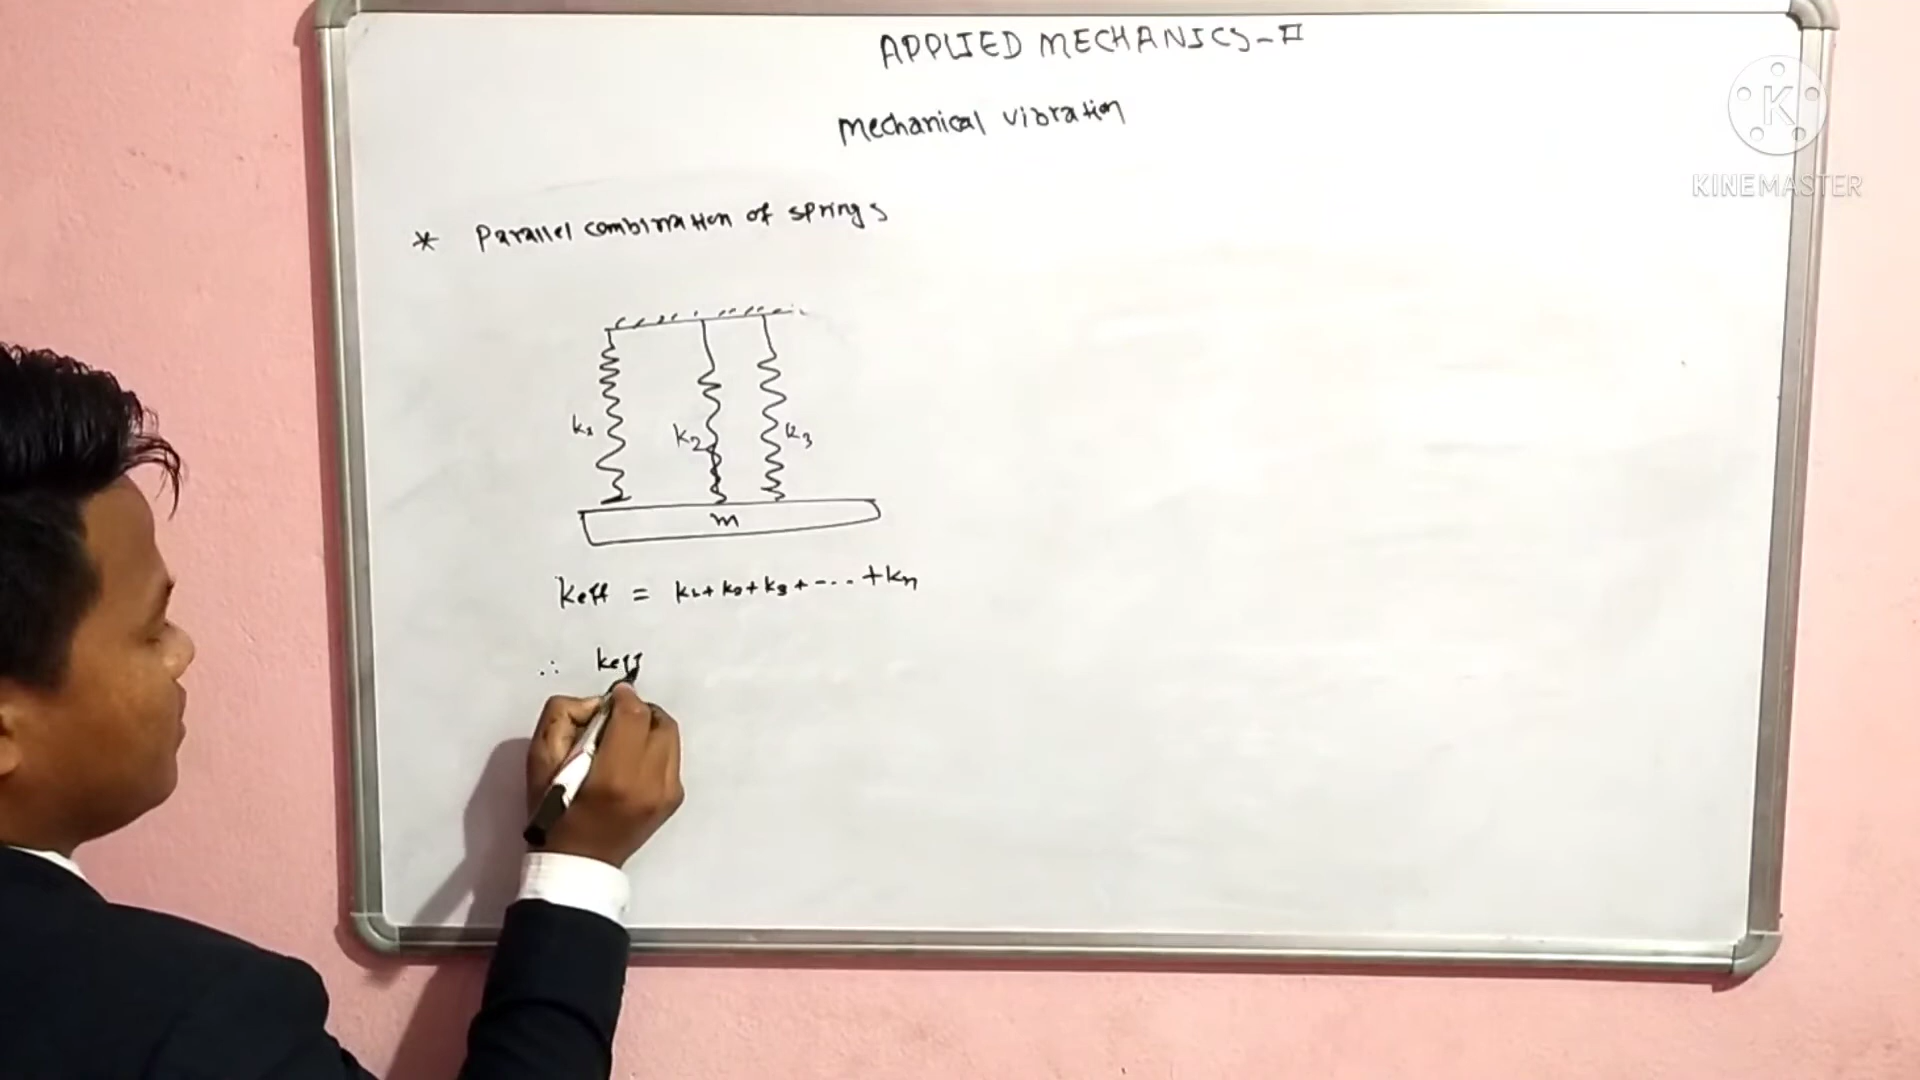 APPLIED MECHANICS-II
Mechanical vibration
K
KINEMASTER
* Parallel combination of springs
k1
k2
k3
m
Keff = k1+k2+k3+-...+kn
∴ keff